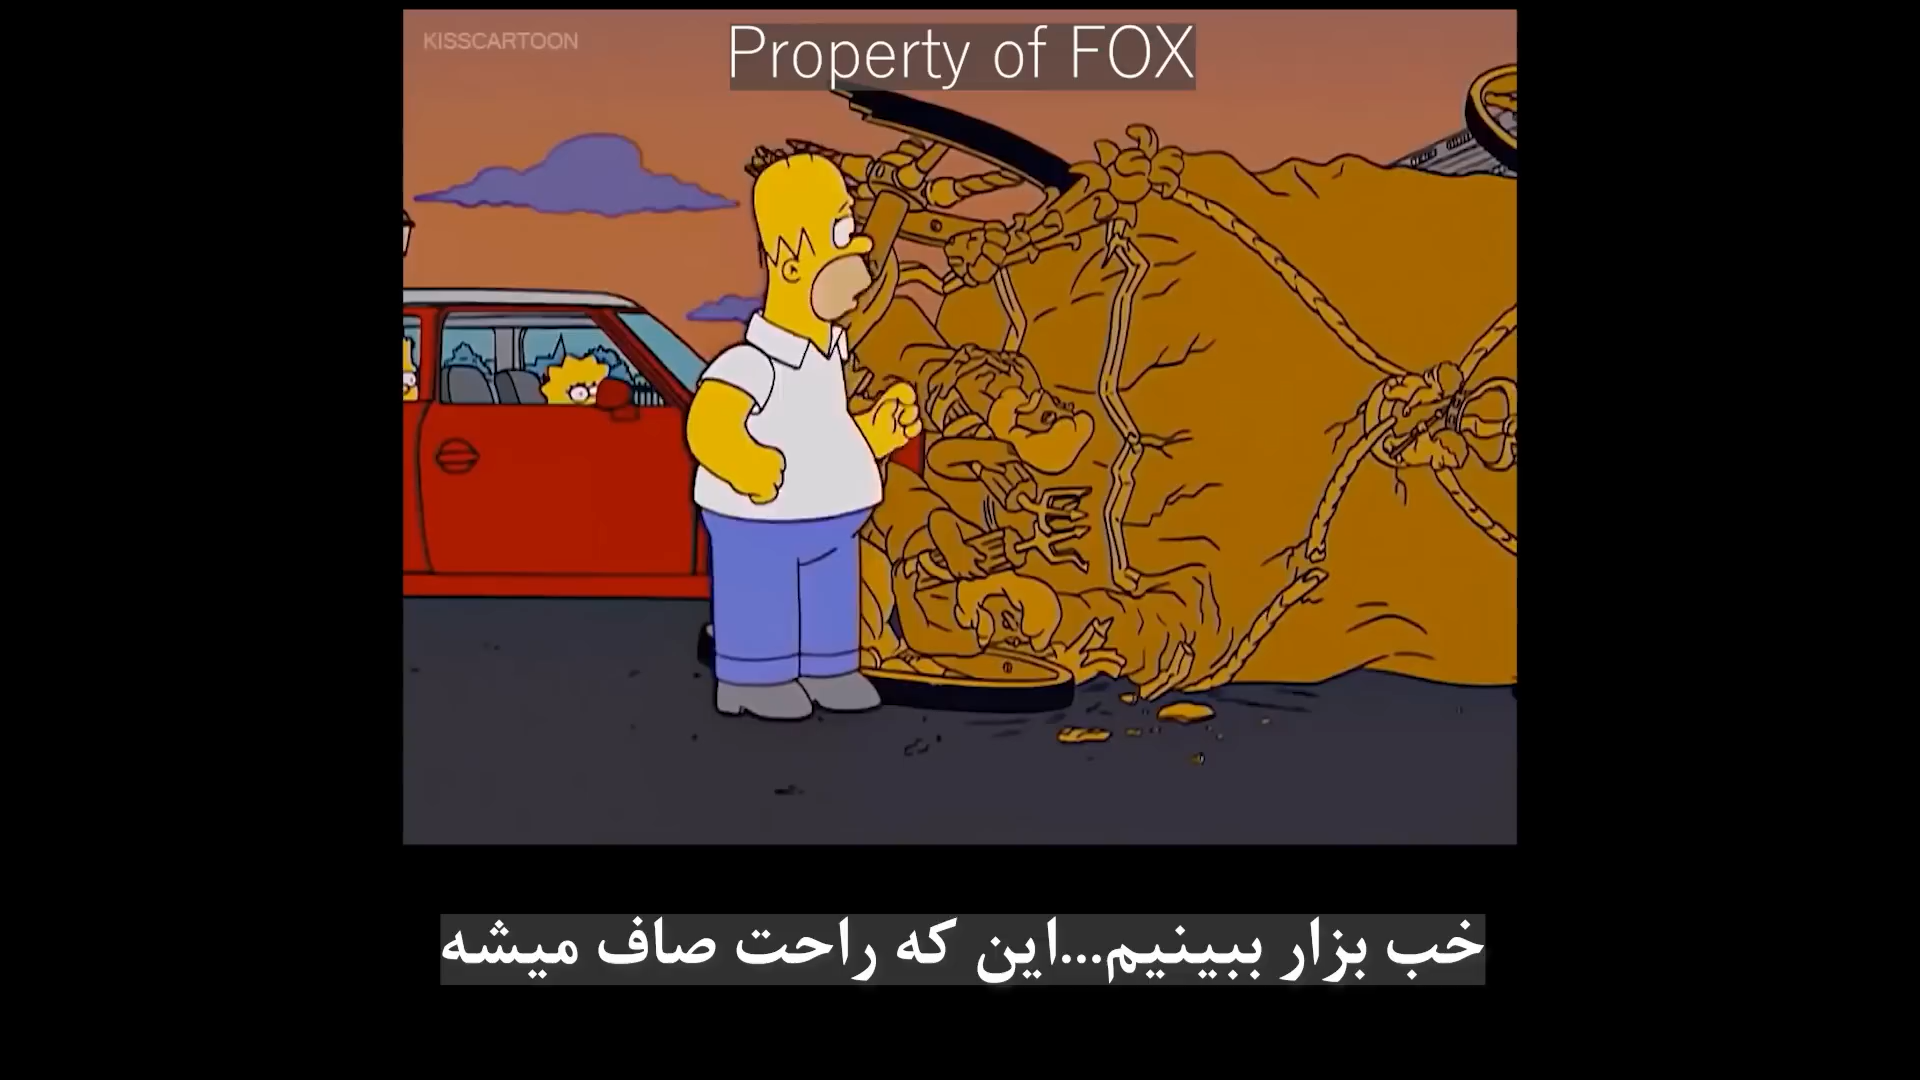 KISSCARTOON
Property of FOX
خب بزار ببینیم...این که راحت صاف میشه